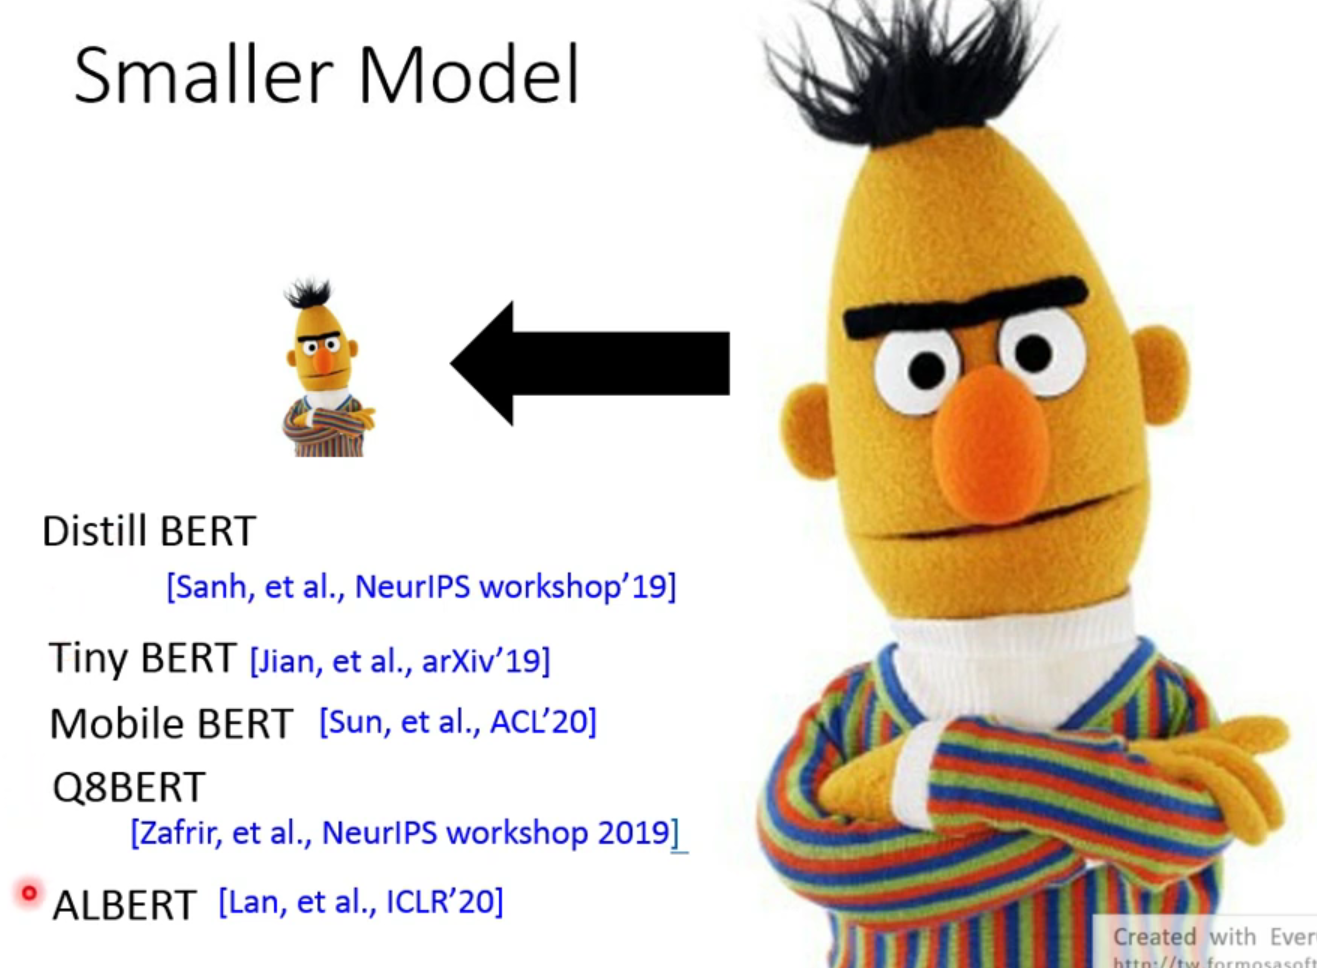 Smaller Model
Distill BERT
[Sanh, et al., NeurIPS workshop’19]
Tiny BERT [Jian, et al., arXiv’19]
Mobile BERT [Sun, et al., ACL’20]
Q8BERT
[Zafrir, et al., NeurIPS workshop 2019]
ALBERT [Lan, et al., ICLR’20]
Created with Ever
http://tw.formosasoft